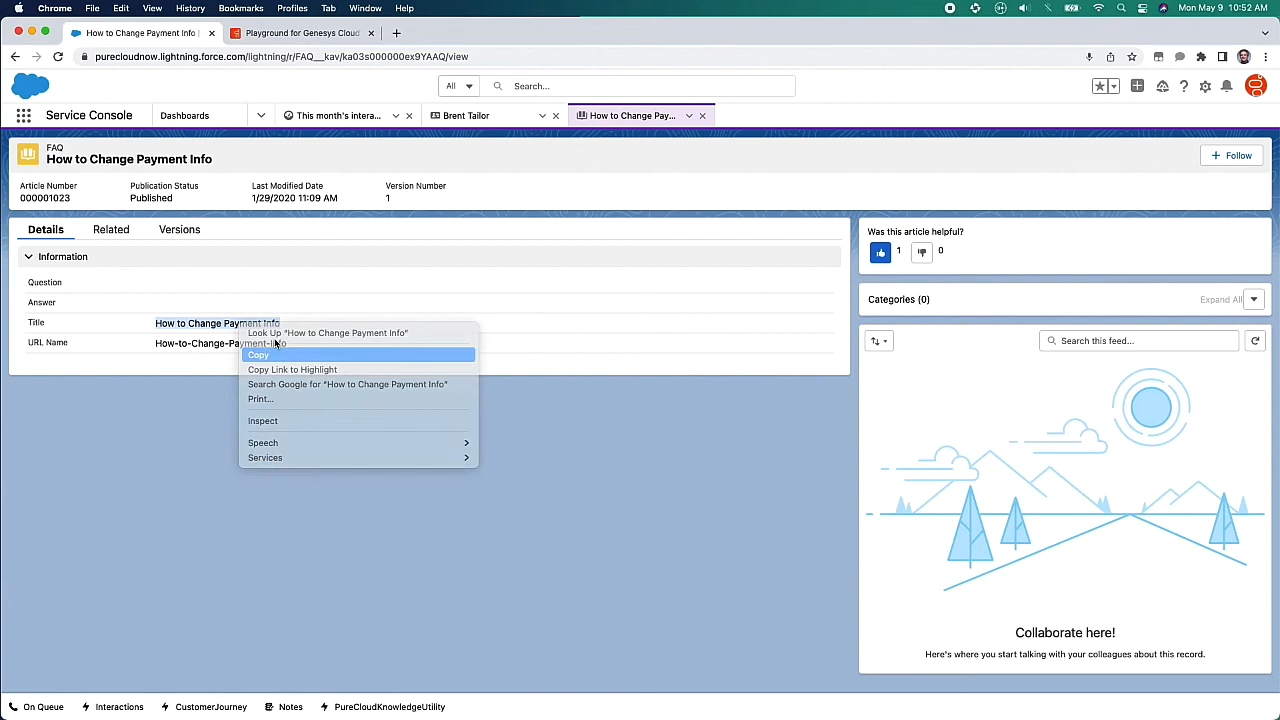 Chrome File Edit View History Bookmarks Profiles Tab Window Help Mon May 9 10:52 AM
How to Change Payment Info | Playground for Genesys Cloud
purecloudnow.lightning.force.com/lightning/r/FAQ__kav/ka03s000000ex9YAAQ/view
All Search...
Service Console Dashboards This month's intera... Brent Tailor How to Change Pay...
FAQ
How to Change Payment Info
+ Follow
Article Number Publication Status Last Modified Date Version Number
000001023 Published 1/29/2020 11:09 AM 1
Details Related Versions
Was this article helpful?
1 0
Information
Question
Answer
Title How to Change Payment Info
URL Name How-to-Change-Payment-Info
Look Up “How to Change Payment Info”
Copy
Copy Link to Highlight
Search Google for “How to Change Payment Info”
Print...
Inspect
Speech
Services
Categories (0) Expand All
Search this feed...
Collaborate here!
Here's where you start talking with your colleagues about this record.
On Queue Interactions CustomerJourney Notes PureCloudKnowledgeUtility